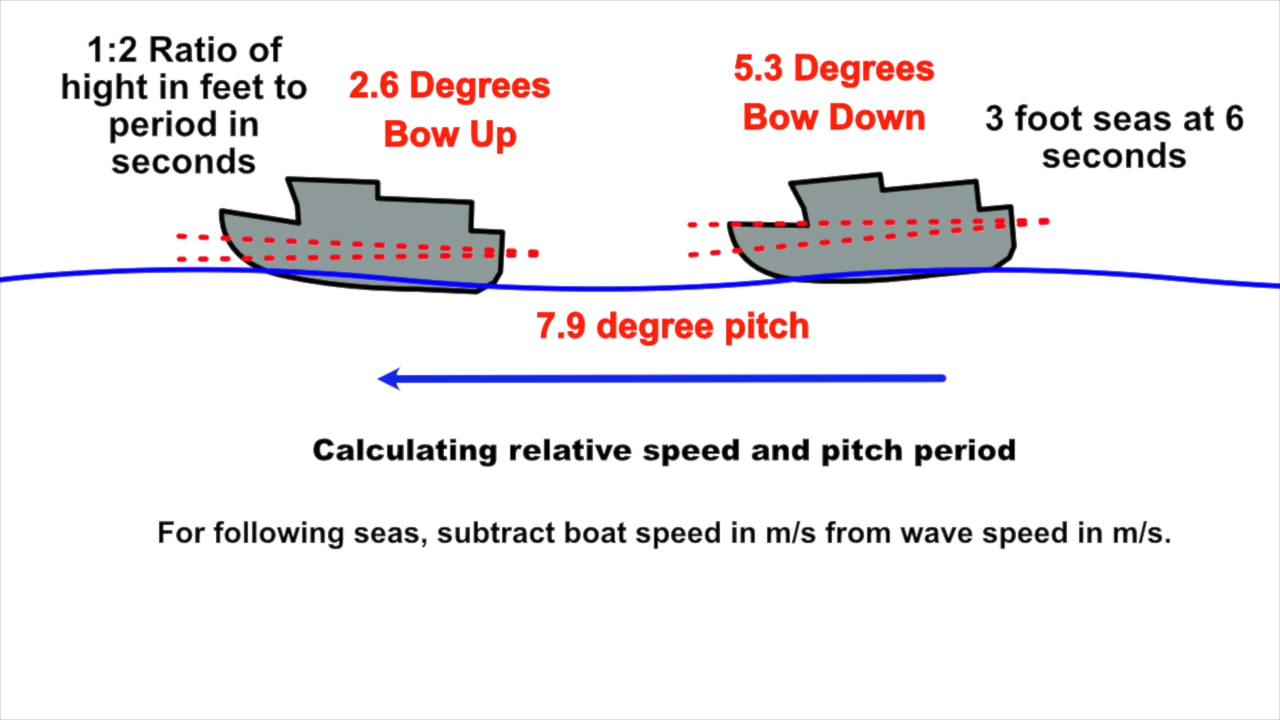 1:2 Ratio of
hight in feet to
period in
seconds
2.6 Degrees
Bow Up
5.3 Degrees
Bow Down
3 foot seas at 6
seconds
7.9 degree pitch
Calculating relative speed and pitch period
For following seas, subtract boat speed in m/s from wave speed in m/s.